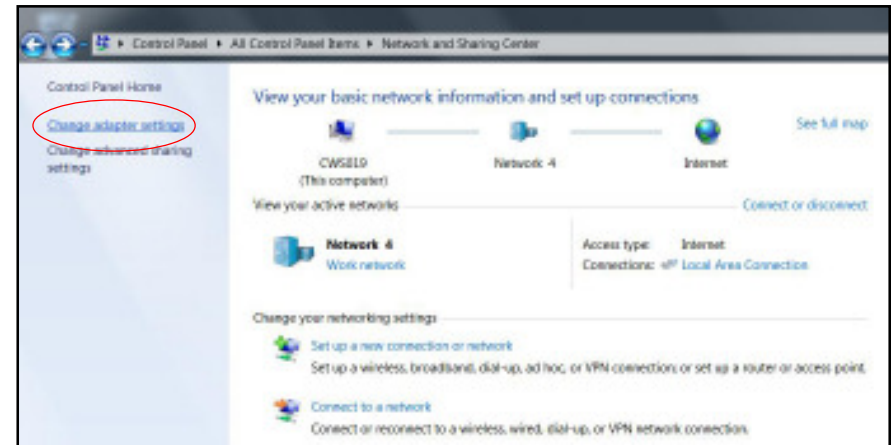 Control Panel ▸ All Control Panel Items ▸ Network and Sharing Center
Control Panel Home
Change adapter settings
Change advanced sharing
settings
View your basic network information and set up connections
See full map
CWS819
(This computer)
Network 4
Internet
View your active networks
Connect or disconnect
Network 4
Work network
Access type: Internet
Connections: Local Area Connection
Change your networking settings
Set up a new connection or network
Set up a wireless, broadband, dial-up, ad hoc, or VPN connection; or set up a router or access point.
Connect to a network
Connect or reconnect to a wireless, wired, dial-up, or VPN network connection.